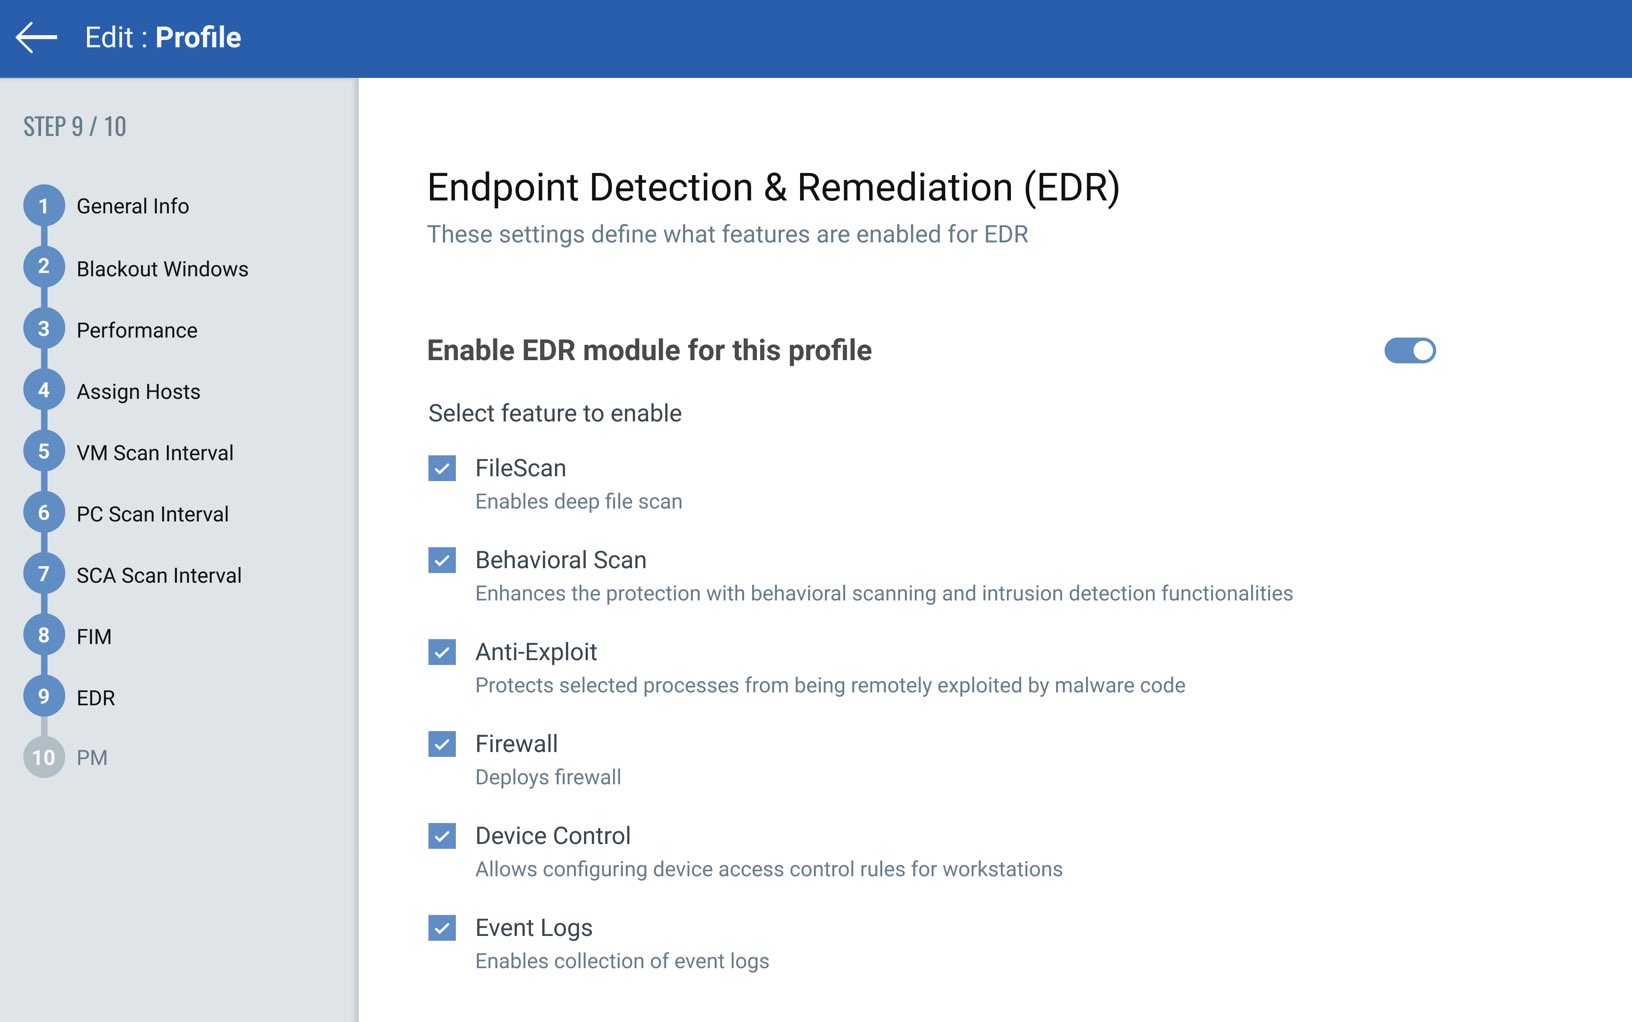 Edit : Profile
STEP 9 / 10
1 General Info
2 Blackout Windows
3 Performance
4 Assign Hosts
5 VM Scan Interval
6 PC Scan Interval
7 SCA Scan Interval
8 FIM
9 EDR
10 PM
Endpoint Detection & Remediation (EDR)
These settings define what features are enabled for EDR
Enable EDR module for this profile
Select feature to enable
FileScan
Enables deep file scan
Behavioral Scan
Enhances the protection with behavioral scanning and intrusion detection functionalities
Anti-Exploit
Protects selected processes from being remotely exploited by malware code
Firewall
Deploys firewall
Device Control
Allows configuring device access control rules for workstations
Event Logs
Enables collection of event logs